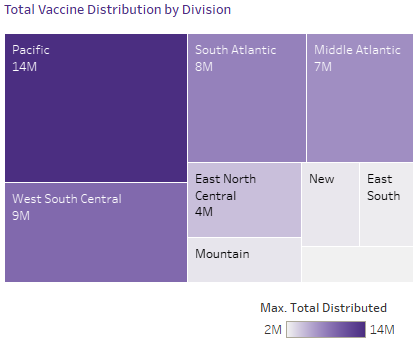 Total Vaccine Distribution by Division
Pacific
14M
South Atlantic
8M
Middle Atlantic
7M
West South Central
9M
East North
Central
4M
New
East
South
Mountain
Max. Total Distributed
2M
14M